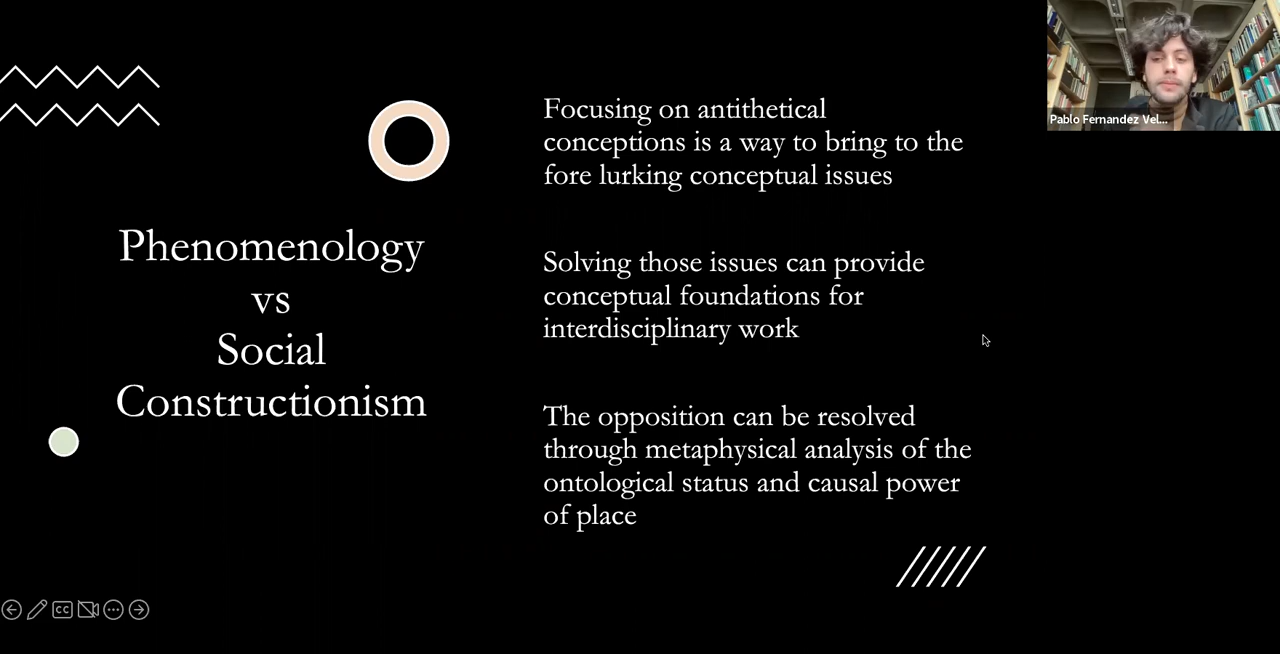 Phenomenology
vs
Social
Constructionism
Focusing on antithetical
conceptions is a way to bring to the
fore lurking conceptual issues
Solving those issues can provide
conceptual foundations for
interdisciplinary work
The opposition can be resolved
through metaphysical analysis of the
ontological status and causal power
of place
Pablo Fernandez Vel...
CC